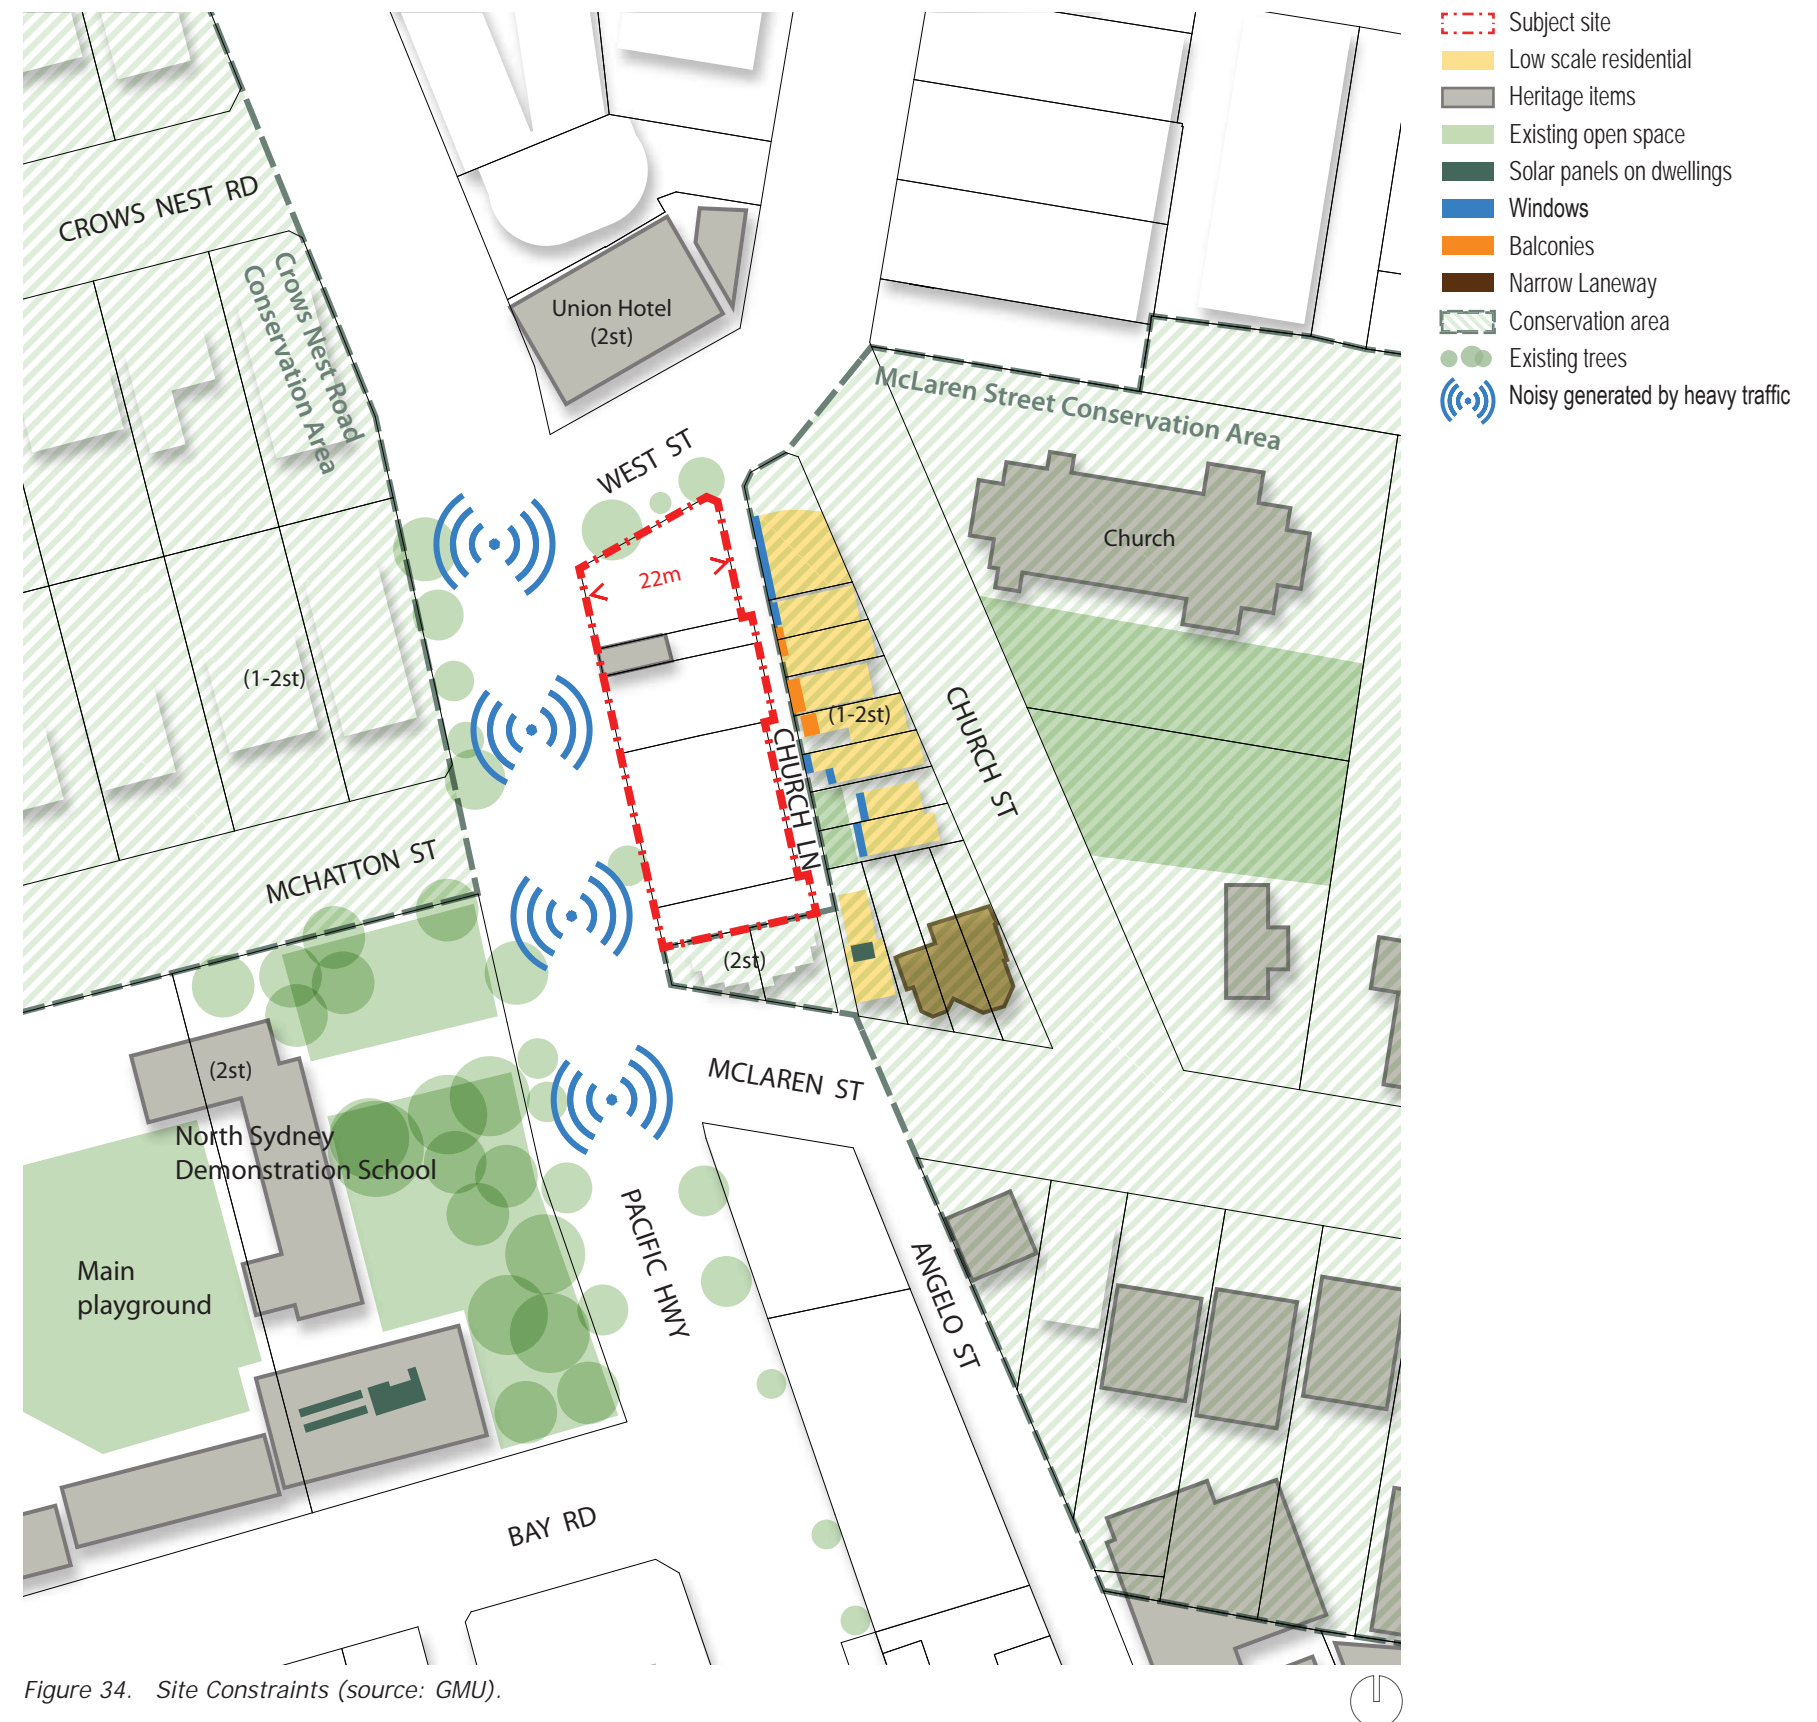 Subject site
Low scale residential
Heritage items
Existing open space
Solar panels on dwellings
Windows
Balconies
Narrow Laneway
Conservation area
Existing trees
Noisy generated by heavy traffic
CROWS NEST RD
Crows Nest Road
Conservation Area
Union Hotel
(2st)
McLaren Street Conservation Area
WEST ST
Church
22m
(1-2st)
(1-2st)
CHURCH ST
CHURCH LN
MCHATTON ST
(2st)
(2st)
MCLAREN ST
North Sydney
Demonstration School
PACIFIC HWY
ANGELO ST
Main
playground
BAY RD
Figure 34. Site Constraints (source: GMU).